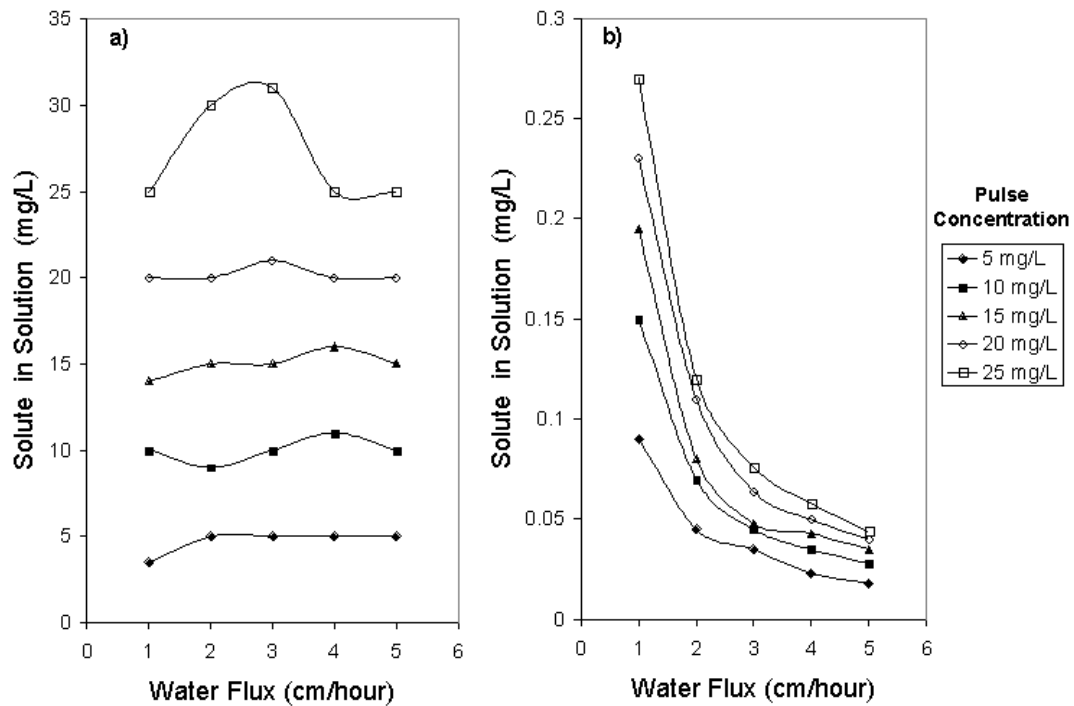 a)
35
30
25
20
15
10
5
0
0 1 2 3 4 5 6
Solute in Solution (mg/L)
Water Flux (cm/hour)
b)
0.3
0.25
0.2
0.15
0.1
0.05
0
0 1 2 3 4 5 6
Solute in Solution (mg/L)
Water Flux (cm/hour)
Pulse
Concentration
5 mg/L
10 mg/L
15 mg/L
20 mg/L
25 mg/L